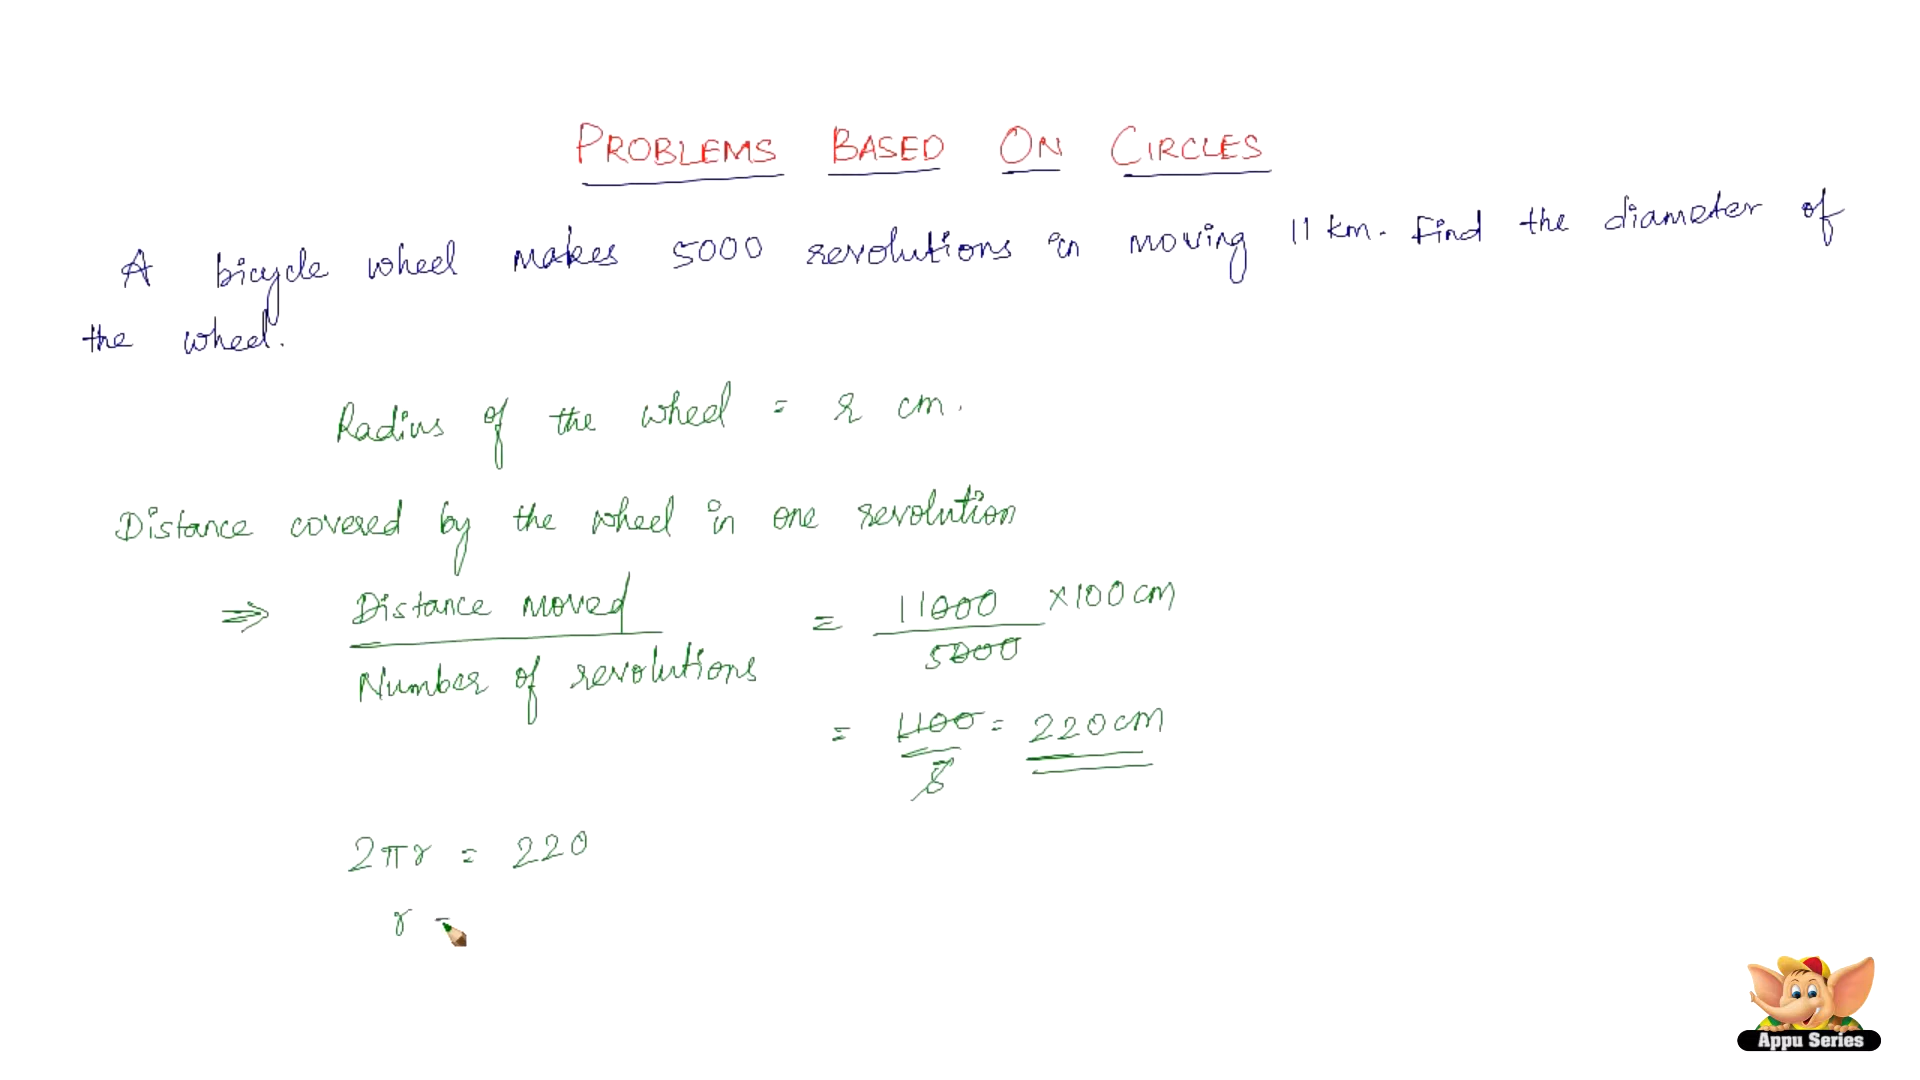 PROBLEMS BASED ON CIRCLES
A bicycle wheel makes 5000 revolutions in moving 11 km. Find the diameter of
the wheel.
Radius of the wheel = r cm.
Distance covered by the wheel in one revolution
⇒ Distance moved / Number of revolutions = 11000 / 5000 × 100 cm
= 1100 / 5 = 220 cm
2πr = 220
r =
Appu Series